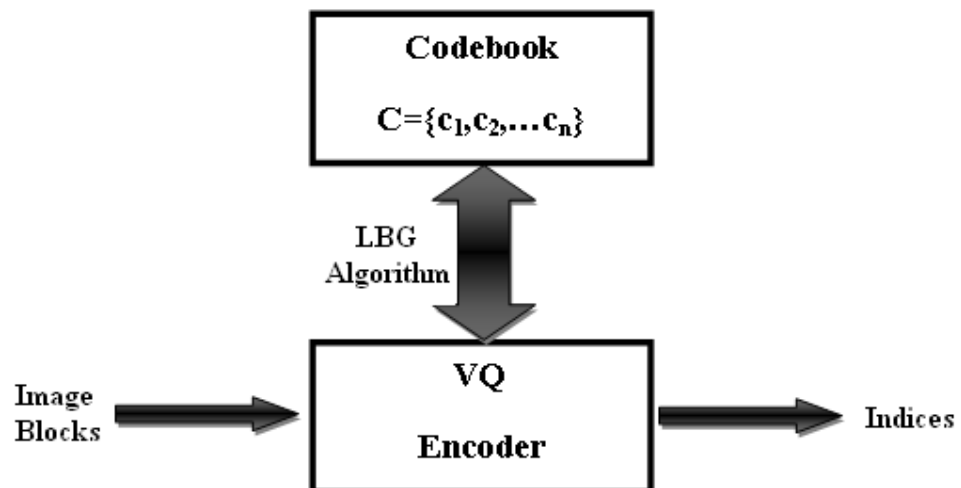 Codebook
C={c₁,c₂,…cₙ}
LBG
Algorithm
VQ
Encoder
Image
Blocks
Indices